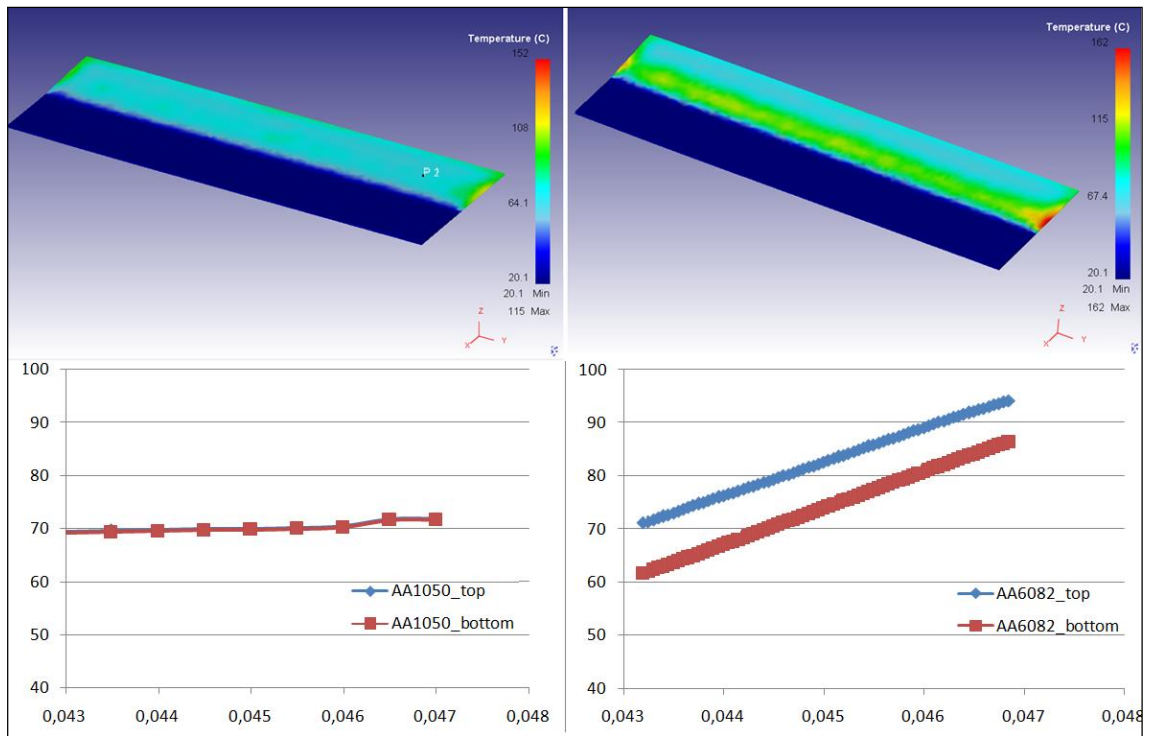 Temperature (C)
152
108
64.1
20.1
20.1 Min
115 Max
P 2
Z
X
Y
Temperature (C)
162
115
67.4
20.1
20.1 Min
162 Max
Z
X
Y
100
90
80
70
60
50
40
0,043
0,044
0,045
0,046
0,047
0,048
AA1050_top
AA1050_bottom
100
90
80
70
60
50
40
0,043
0,044
0,045
0,046
0,047
0,048
AA6082_top
AA6082_bottom